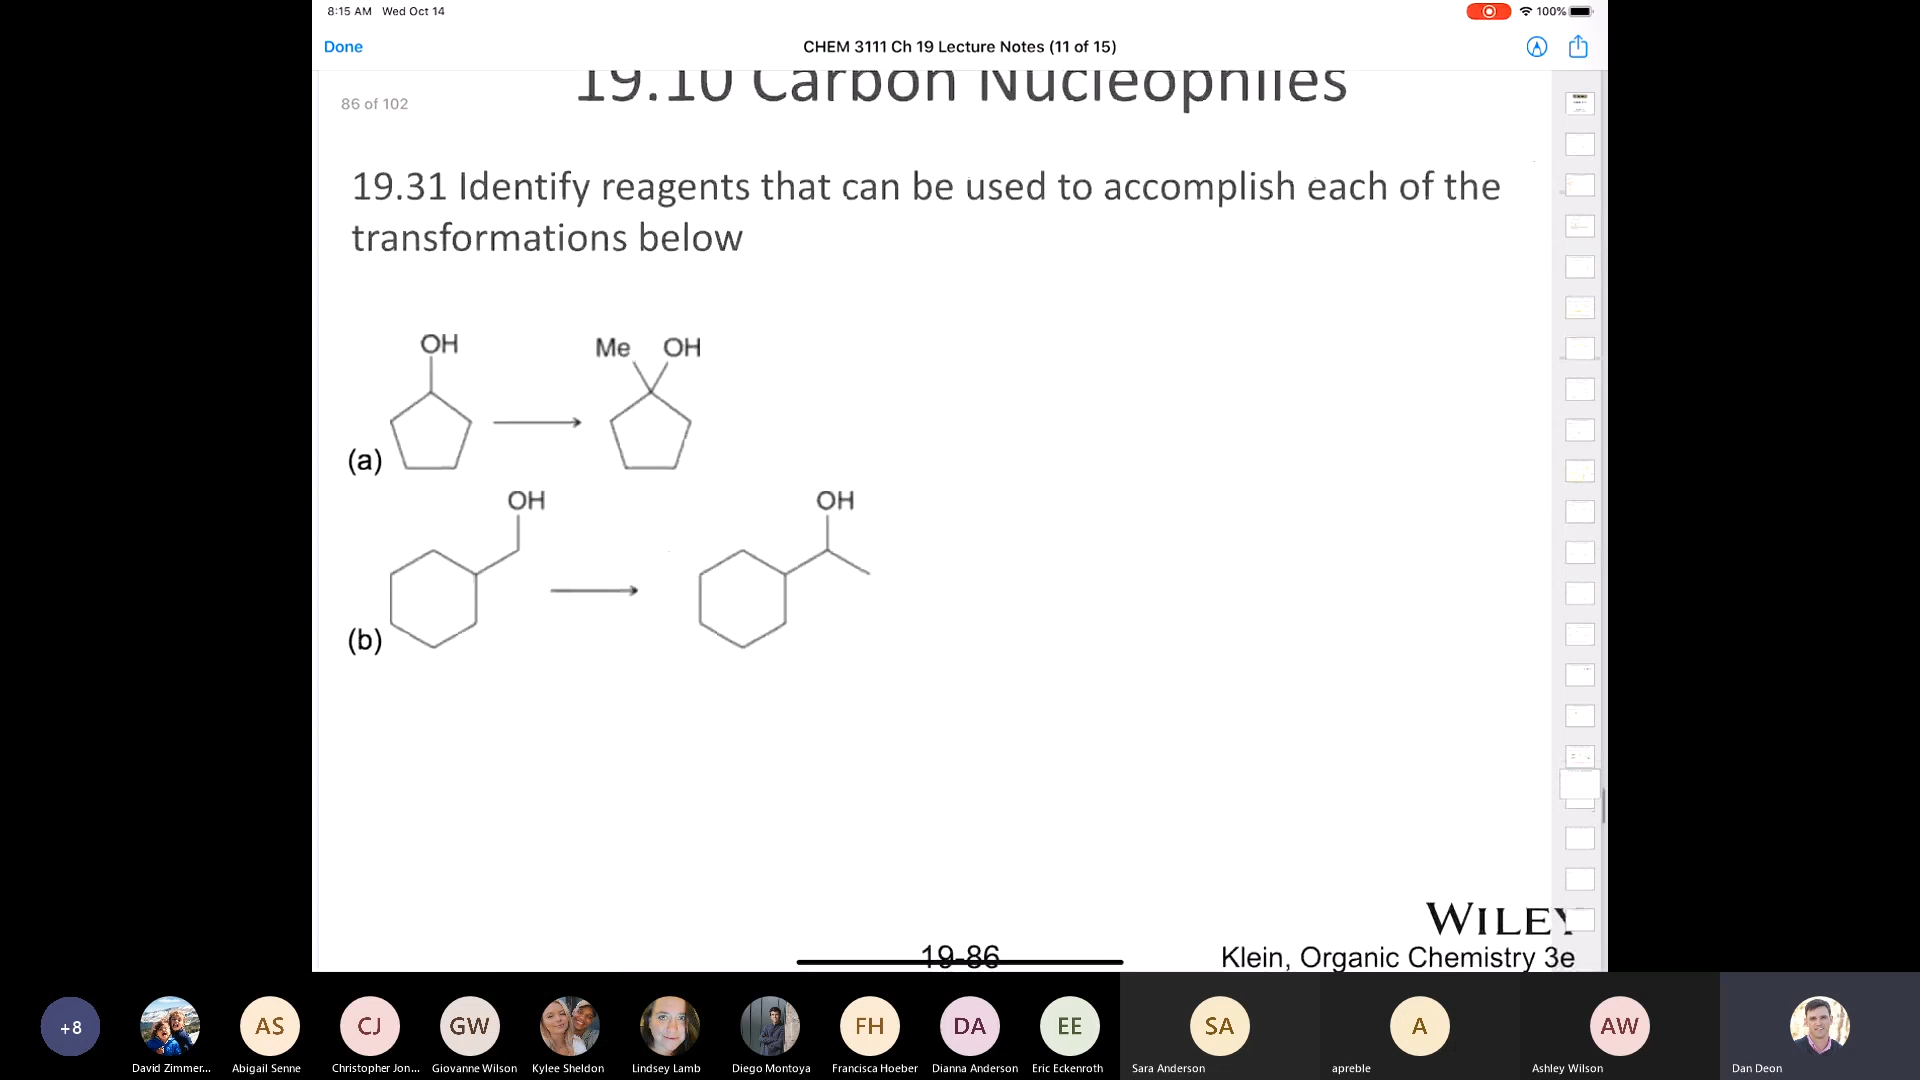 8:15 AM Wed Oct 14
100%
Done
CHEM 3111 Ch 19 Lecture Notes (11 of 15)
86 of 102
19.10 Carbon Nucleophiles
19.31 Identify reagents that can be used to accomplish each of the
transformations below
OH
Me OH
(a)
OH
OH
(b)
WILEY
19-86
Klein, Organic Chemistry 3e
+8
AS
CJ
GW
FH
DA
EE
SA
A
AW
David Zimmer...
Abigail Senne
Christopher Jon...
Giovanne Wilson
Kylee Sheldon
Lindsey Lamb
Diego Montoya
Francisca Hoeber
Dianna Anderson
Eric Eckenroth
Sara Anderson
apreble
Ashley Wilson
Dan Deon